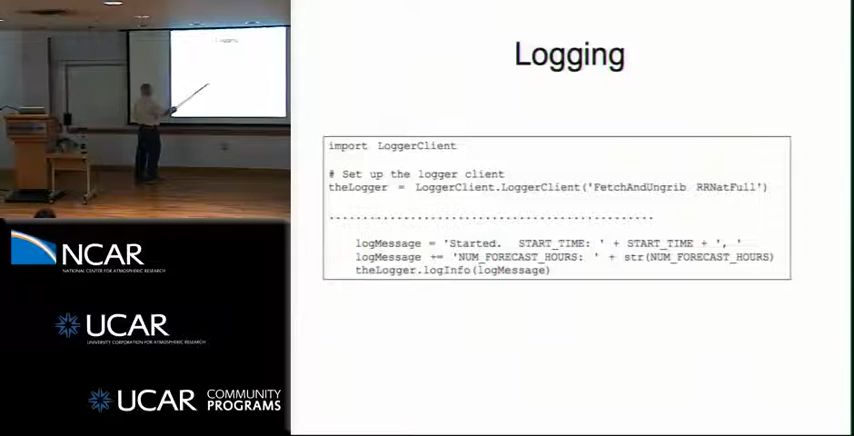 Logging
import LoggerClient
# Set up the logger client
theLogger = LoggerClient.LoggerClient('FetchAndUngrib RRNatFull')
................................................
logMessage = 'Started.  START_TIME: ' + START_TIME + ', '
logMessage += 'NUM_FORECAST_HOURS: ' + str(NUM_FORECAST_HOURS)
theLogger.logInfo(logMessage)
Logging
NCAR
NATIONAL CENTER FOR ATMOSPHERIC RESEARCH
UCAR
UNIVERSITY CORPORATION FOR ATMOSPHERIC RESEARCH
UCAR COMMUNITY
PROGRAMS